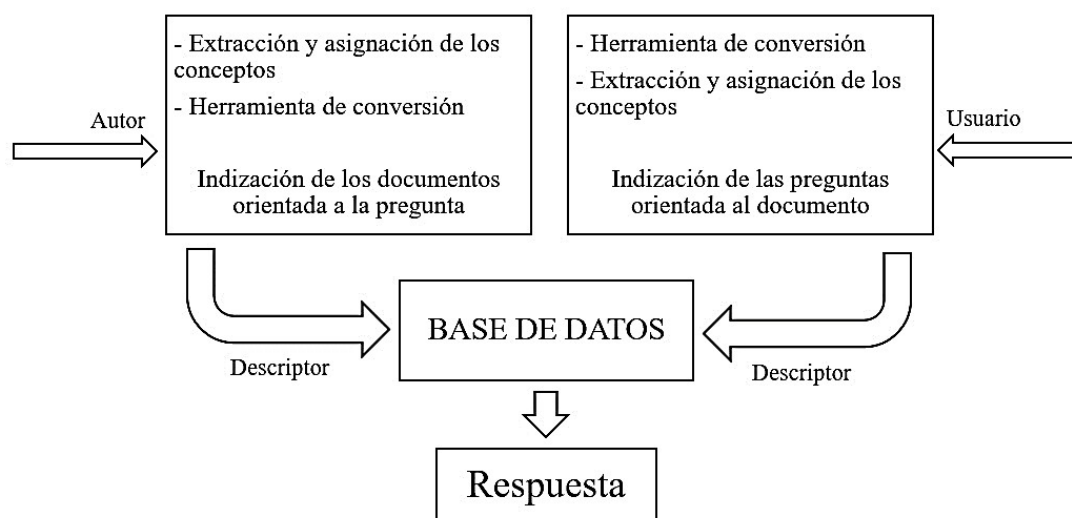 - Extracción y asignación de los
conceptos
- Herramienta de conversión
Autor
Indización de los documentos
orientada a la pregunta
- Herramienta de conversión
- Extracción y asignación de los
conceptos
Usuario
Indización de las preguntas
orientada al documento
BASE DE DATOS
Descriptor
Descriptor
Respuesta